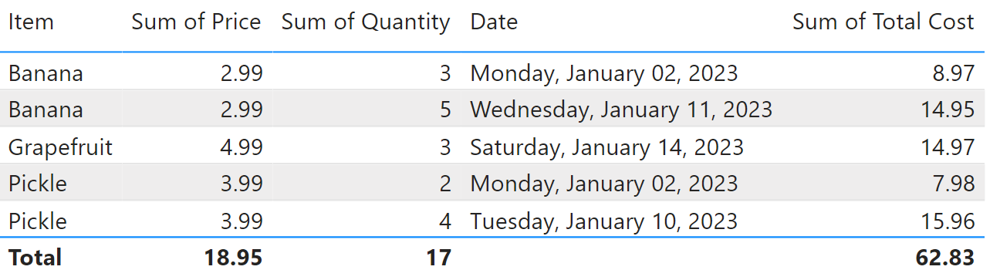 Item Sum of Price Sum of Quantity Date Sum of Total Cost
Banana 2.99 3 Monday, January 02, 2023 8.97
Banana 2.99 5 Wednesday, January 11, 2023 14.95
Grapefruit 4.99 3 Saturday, January 14, 2023 14.97
Pickle 3.99 2 Monday, January 02, 2023 7.98
Pickle 3.99 4 Tuesday, January 10, 2023 15.96
Total 18.95 17 62.83